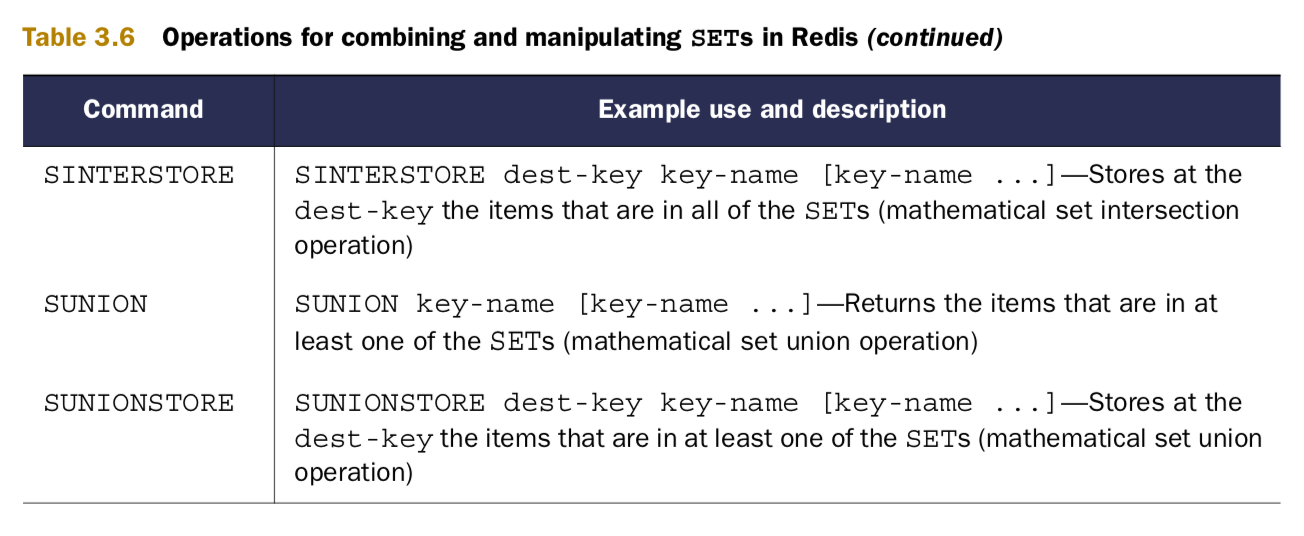 Table 3.6 Operations for combining and manipulating SETs in Redis (continued)
Command Example use and description
SINTERSTORE SINTERSTORE dest-key key-name [key-name ...]—Stores at the
dest-key the items that are in all of the SETs (mathematical set intersection
operation)
SUNION SUNION key-name [key-name ...]—Returns the items that are in at
least one of the SETs (mathematical set union operation)
SUNIONSTORE SUNIONSTORE dest-key key-name [key-name ...]—Stores at the
dest-key the items that are in at least one of the SETs (mathematical set union
operation)